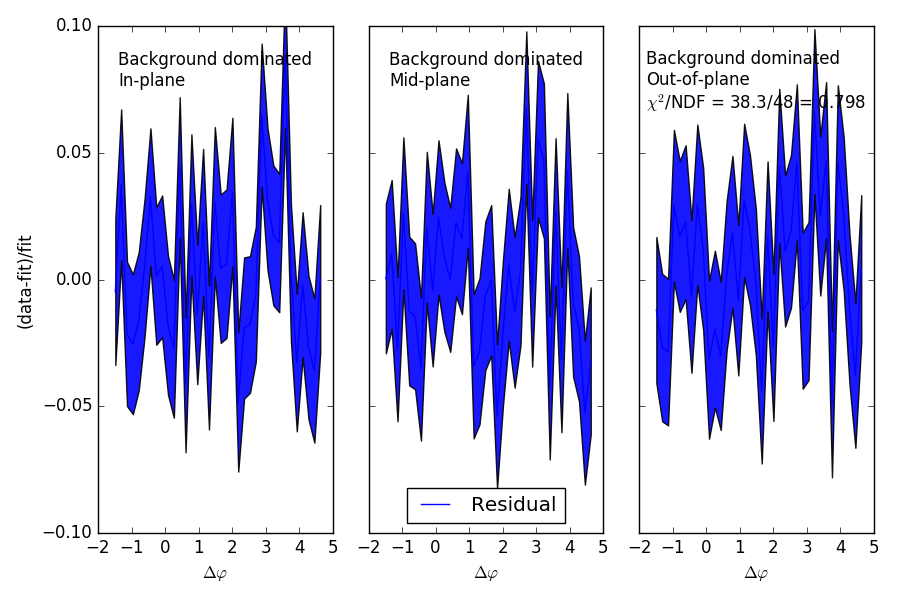 Background dominated
In-plane
Background dominated
Mid-plane
Background dominated
Out-of-plane
χ²/NDF = 38.3/48 = 0.798
(data-fit)/fit
0.10
0.05
0.00
−0.05
−0.10
Residual
−2 −1 0 1 2 3 4 5
−2 −1 0 1 2 3 4 5
−2 −1 0 1 2 3 4 5
Δφ
Δφ
Δφ